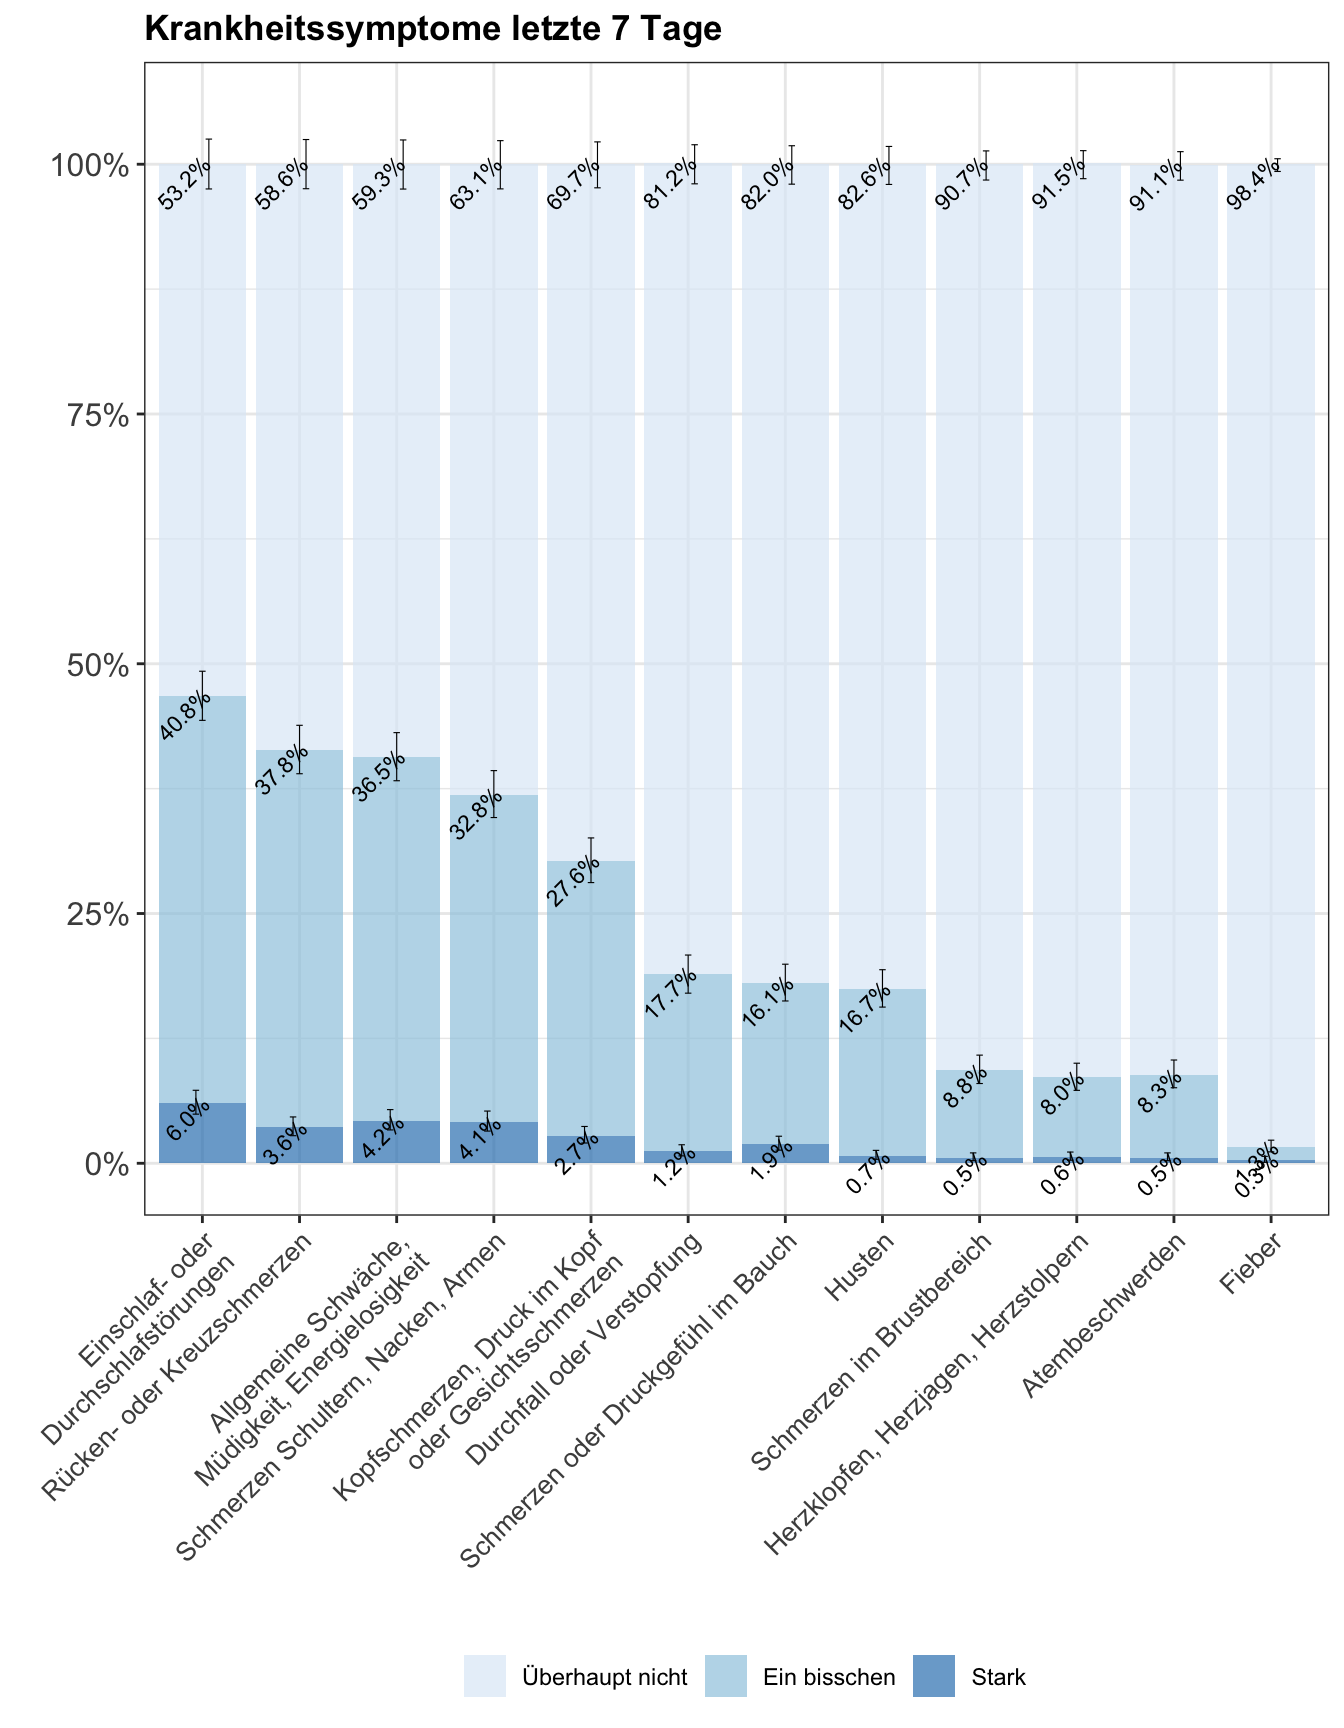 Krankheitssymptome letzte 7 Tage
100%
75%
50%
25%
0%
53.2%
58.6%
59.3%
63.1%
69.7%
81.2%
82.0%
82.6%
90.7%
91.5%
91.1%
98.4%
40.8%
37.8%
36.5%
32.8%
27.6%
17.7%
16.1%
16.7%
8.8%
8.0%
8.3%
1.3%
6.0%
3.6%
4.2%
4.1%
2.7%
1.2%
1.9%
0.7%
0.5%
0.6%
0.5%
0.3%
Einschlaf- oder
Durchschlafstörungen
Rücken- oder Kreuzschmerzen
Allgemeine Schwäche,
Müdigkeit, Energielosigkeit
Schmerzen Schultern, Nacken, Armen
Kopfschmerzen, Druck im Kopf
oder Gesichtsschmerzen
Durchfall oder Verstopfung
Schmerzen oder Druckgefühl im Bauch
Husten
Schmerzen im Brustbereich
Herzklopfen, Herzjagen, Herzstolpern
Atembeschwerden
Fieber
Überhaupt nicht
Ein bisschen
Stark